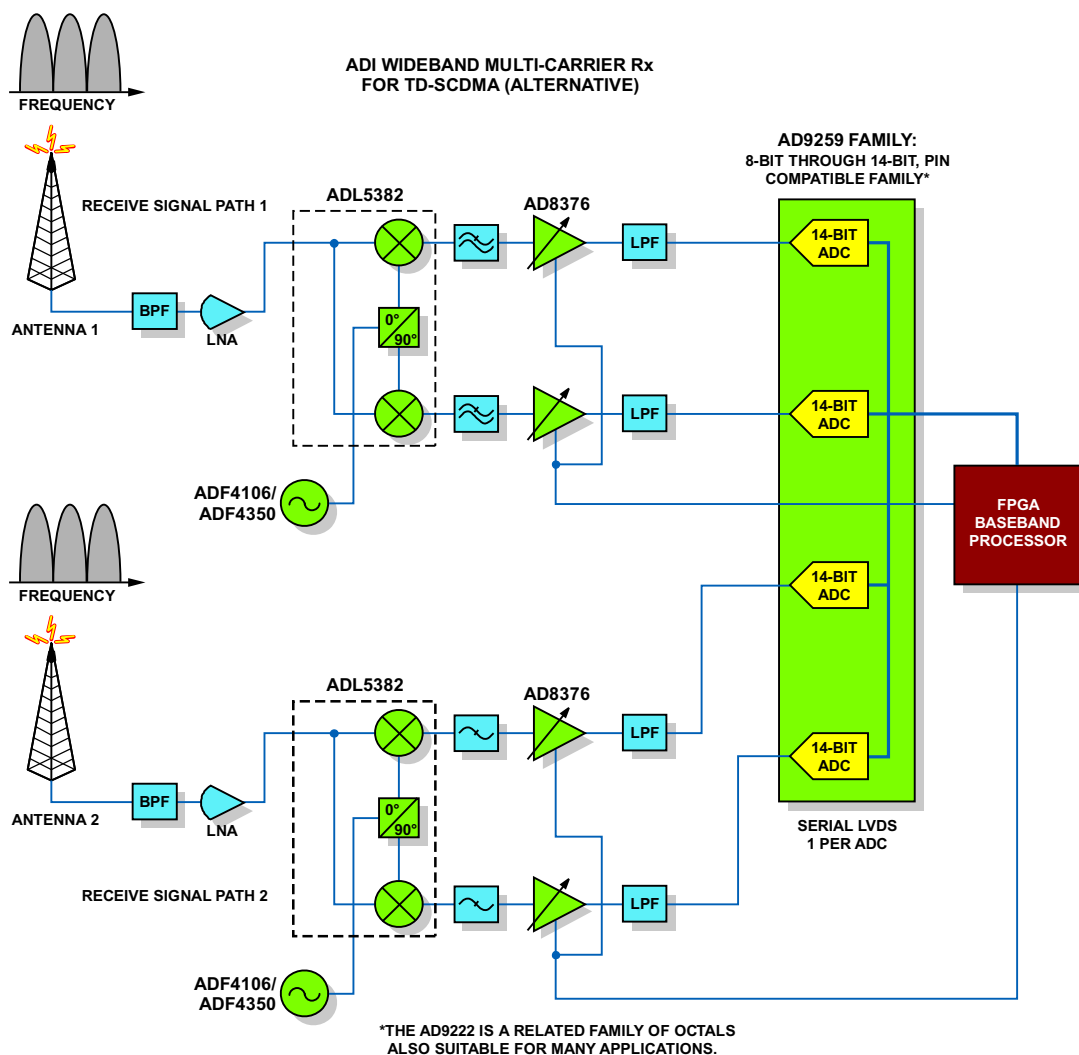 ADI WIDEBAND MULTI-CARRIER Rx
FOR TD-SCDMA (ALTERNATIVE)
FREQUENCY
AD9259 FAMILY:
8-BIT THROUGH 14-BIT, PIN
COMPATIBLE FAMILY*
RECEIVE SIGNAL PATH 1
ADL5382
AD8376
LPF
14-BIT
ADC
BPF
LNA
ANTENNA 1
0°
90°
LPF
14-BIT
ADC
ADF4106/
ADF4350
FPGA
BASEBAND
PROCESSOR
FREQUENCY
14-BIT
ADC
ADL5382
AD8376
LPF
14-BIT
ADC
BPF
LNA
ANTENNA 2
0°
90°
SERIAL LVDS
1 PER ADC
RECEIVE SIGNAL PATH 2
LPF
ADF4106/
ADF4350
*THE AD9222 IS A RELATED FAMILY OF OCTALS
ALSO SUITABLE FOR MANY APPLICATIONS.